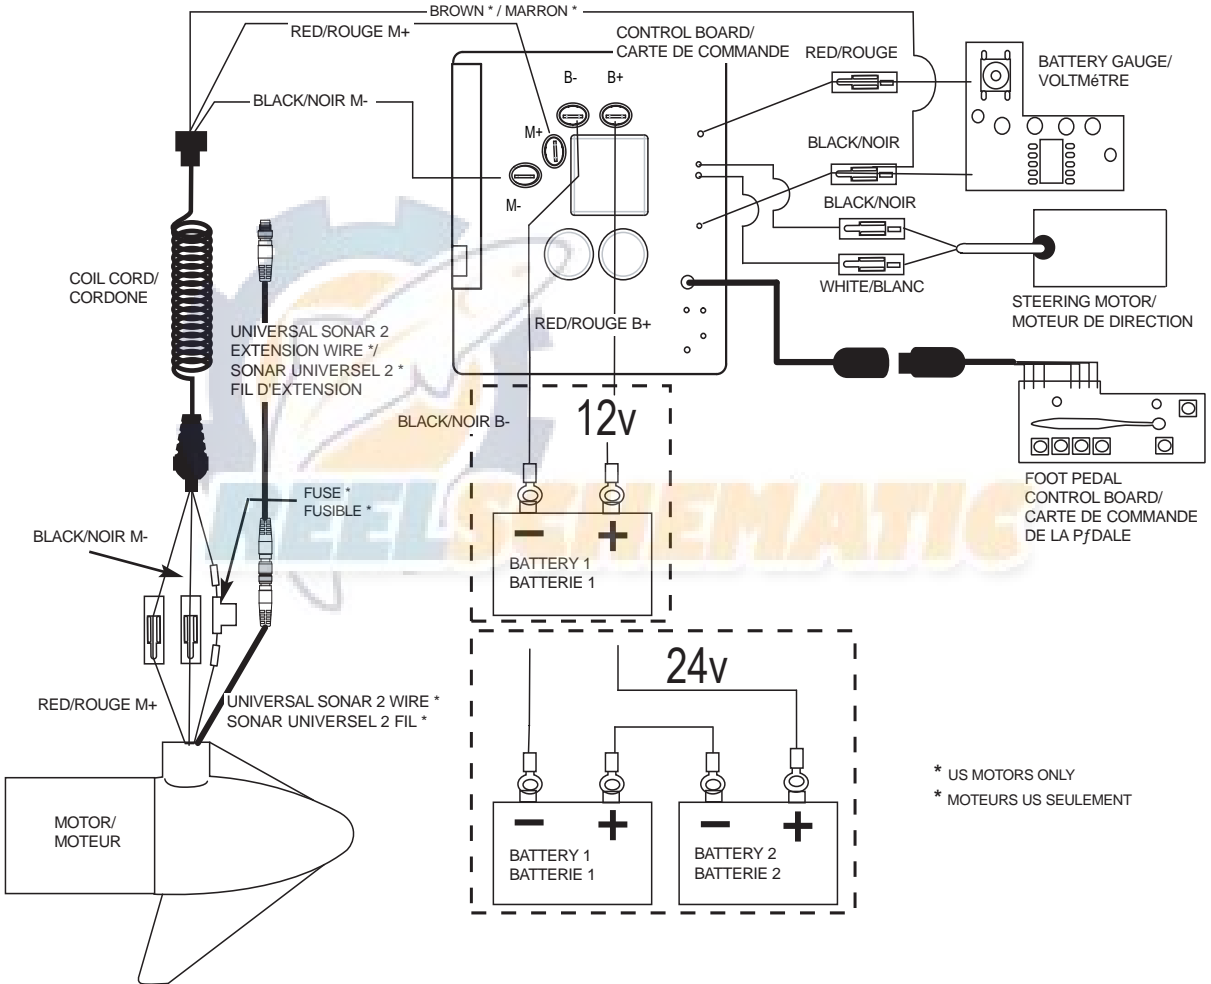 BROWN * / MARRON *
RED/ROUGE M+
CONTROL BOARD/
CARTE DE COMMANDE
RED/ROUGE
BATTERY GAUGE/
VOLTMéTRE
B-
B+
BLACK/NOIR M-
M+
BLACK/NOIR
M-
BLACK/NOIR
COIL CORD/
CORDONE
WHITE/BLANC
STEERING MOTOR/
MOTEUR DE DIRECTION
UNIVERSAL SONAR 2
EXTENSION WIRE */
SONAR UNIVERSEL 2 *
FIL D'EXTENSION
RED/ROUGE B+
BLACK/NOIR B-
12v
FOOT PEDAL
CONTROL BOARD/
CARTE DE COMMANDE
DE LA PƒDALE
FUSE *
FUSIBLE *
REELSCHEMATIC
BLACK/NOIR M-
BATTERY 1
BATTERIE 1
24v
RED/ROUGE M+
UNIVERSAL SONAR 2 WIRE *
SONAR UNIVERSEL 2 FIL *
MOTOR/
MOTEUR
BATTERY 1
BATTERIE 1
BATTERY 2
BATTERIE 2
* US MOTORS ONLY
* MOTEURS US SEULEMENT